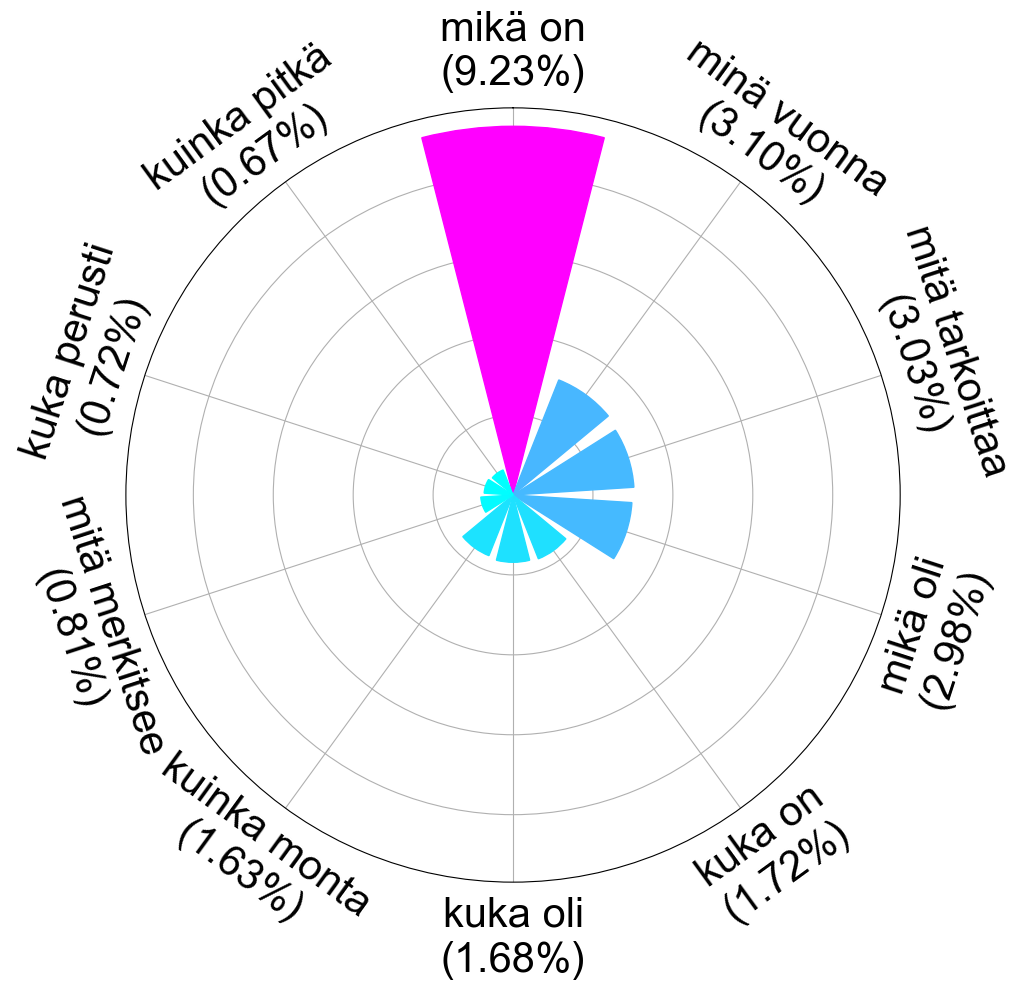 mikä on
(9.23%)
minä vuonna
(3.10%)
mitä tarkoittaa
(3.03%)
mikä oli
(2.98%)
kuka on
(1.72%)
kuka oli
(1.68%)
kuinka monta
(1.63%)
mitä merkitsee
(0.81%)
kuka perusti
(0.72%)
kuinka pitkä
(0.67%)